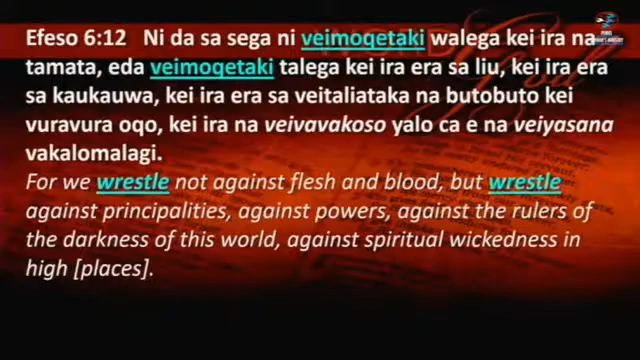 Efeso 6:12 Ni da sa sega ni veimoqetaki walega kei ira na
tamata, eda veimoqetaki talega kei ira era sa liu, kei ira era
sa kaukauwa, kei ira era sa veitaliataka na butobuto kei
vuravura oqo, kei ira na veivavakoso yalo ca e na veiyasana
vakalomalagi.
For we wrestle not against flesh and blood, but wrestle
against principalities, against powers, against the rulers of
the darkness of this world, against spiritual wickedness in
high [places].